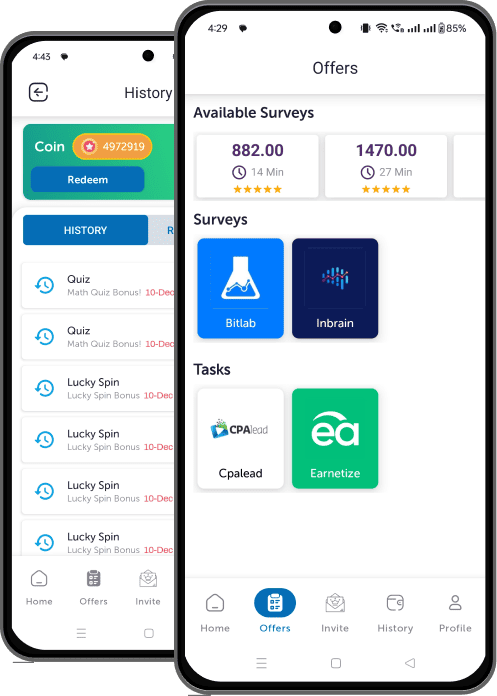 4:43
History
Coin
4972919
Redeem
HISTORY
R
Quiz
Math Quiz Bonus! 10-Dec
Quiz
Math Quiz Bonus! 10-Dec
Lucky Spin
Lucky Spin Bonus 10-Dec
Lucky Spin
Lucky Spin Bonus 10-Dec
Lucky Spin
Lucky Spin Bonus 10-Dec
Lucky Spin
Lucky Spin Bonus 10-Dec
Home Offers Invite
4:29 85%
Offers
Available Surveys
882.00
14 Min
1470.00
27 Min
Surveys
Bitlab
Inbrain
Tasks
CPAlead
Cpalead
ea
Earnetize
Home Offers Invite History Profile